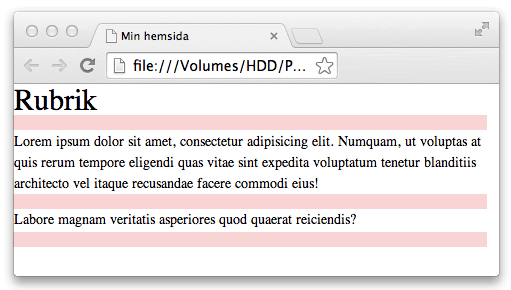 Min hemsida
file:///Volumes/HDD/P...
Rubrik
Lorem ipsum dolor sit amet, consectetur adipisicing elit. Numquam, ut voluptas at
quis rerum tempore eligendi quas vitae sint expedita voluptatum tenetur blanditiis
architecto vel itaque recusandae facere commodi eius!
Labore magnam veritatis asperiores quod quaerat reiciendis?